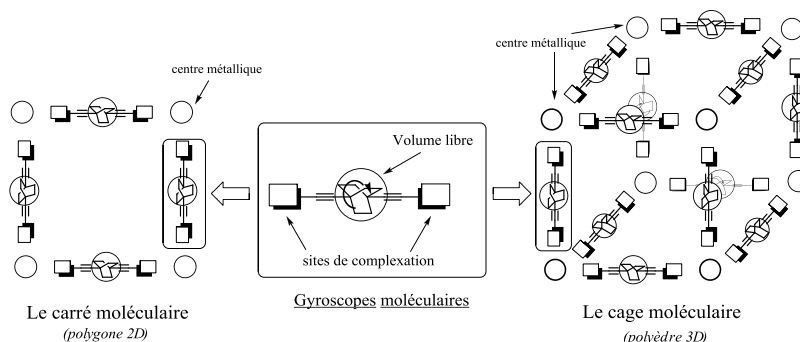 centre métallique
centre métallique
Volume libre
sites de complexation
Gyroscopes moléculaires
Le carré moléculaire
(polygone 2D)
Le cage moléculaire
(polyèdre 3D)